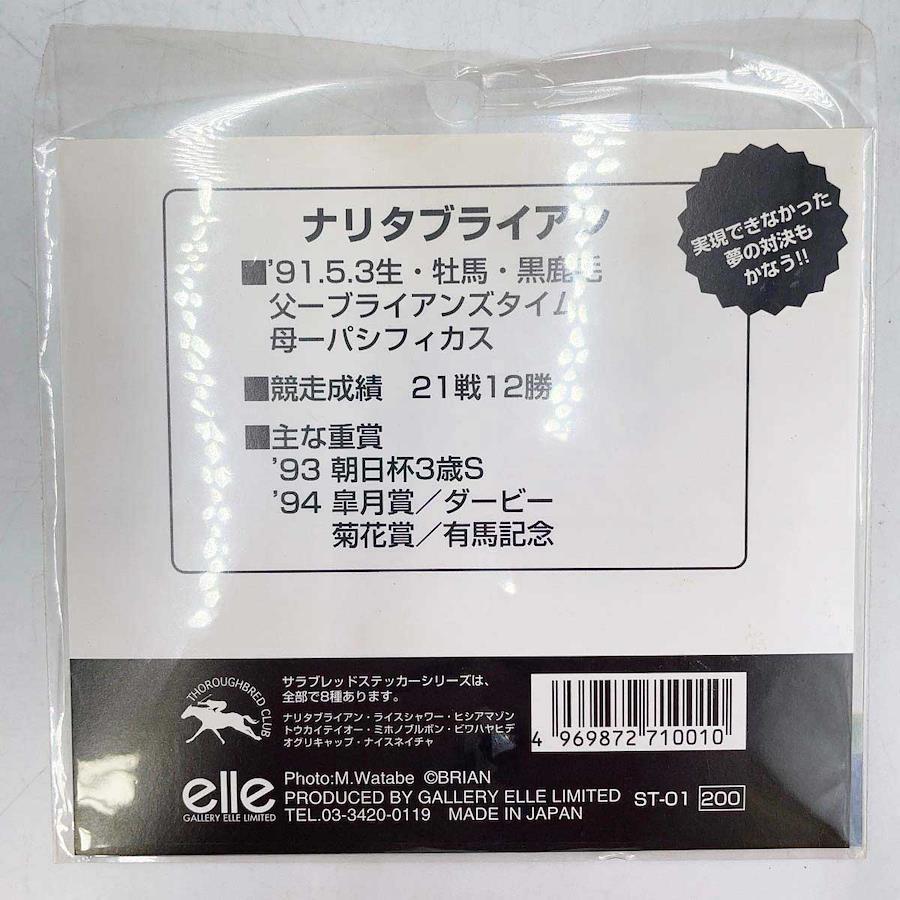 実現できなかった
夢の対決も
かなう!!
ナリタブライアン
■'91.5.3生・牡馬・黒鹿毛
父ーブライアンズタイム
母ーパシフィカス
■競走成績　21戦12勝
■主な重賞
'93 朝日杯3歳S
'94 皐月賞／ダービー
菊花賞／有馬記念
THOROUGHBRED CLUB
サラブレッドステッカーシリーズは、
全部で8種あります。
ナリタブライアン・ライスシャワー・ヒシアマゾン
トウカイテイオー・ミホノブルボン・ビワハヤヒデ
オグリキャップ・ナイスネイチャ
4 969872 710010
elle
GALLERY ELLE LIMITED
Photo:M.Watabe ©BRIAN
PRODUCED BY GALLERY ELLE LIMITED ST-01 200
TEL.03-3420-0119 MADE IN JAPAN